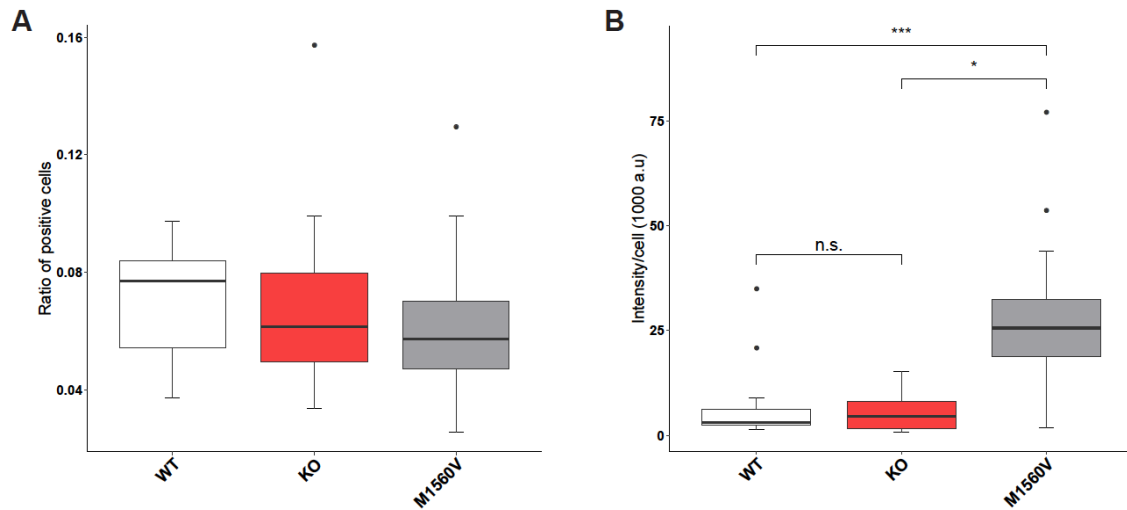 A
Ratio of positive cells
0.16
0.12
0.08
0.04
WT
KO
M1560V
B
Intensity/cell (1000 a.u)
75
50
25
0
***
*
n.s.
WT
KO
M1560V